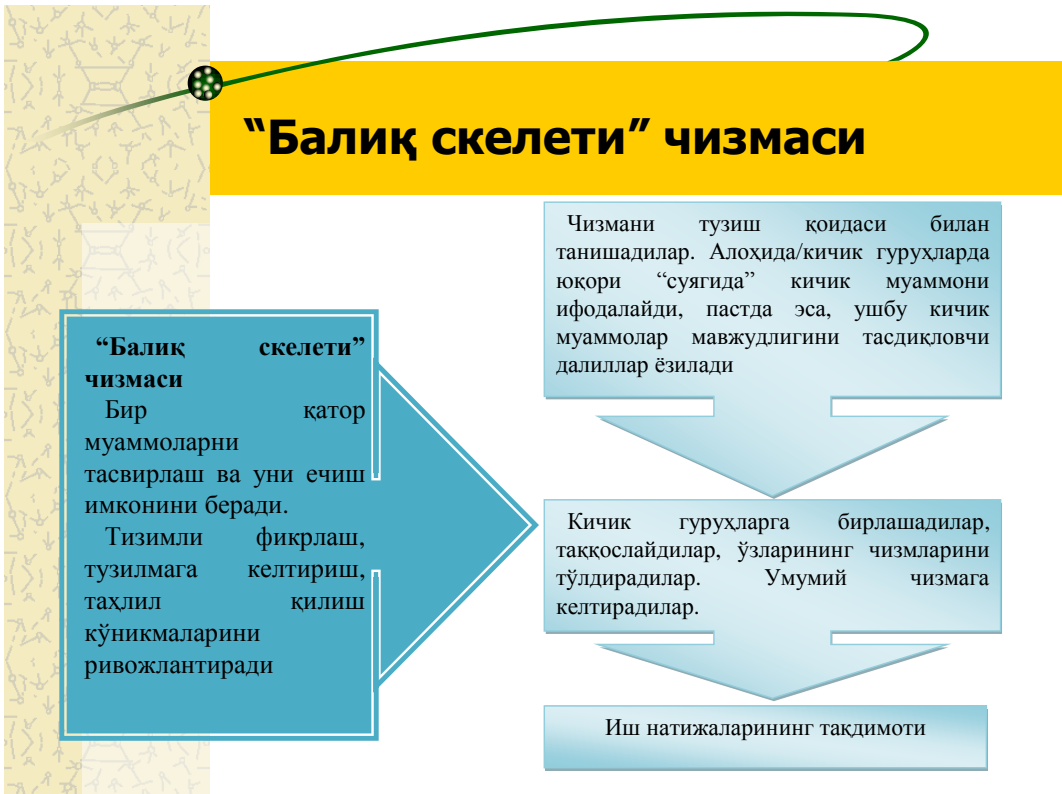 “Балиқ скелети” чизмаси
“Балиқ скелети”
чизмаси
Бир қатор
муаммоларни
тасвирлаш ва уни ечиш
имконини беради.
Тизимли фикрлаш,
тузилмага келтириш,
таҳлил қилиш
кўникмаларини
ривожлантиради
Чизмани тузиш қоидаси билан
танишадилар. Алоҳида/кичик гуруҳларда
юқори “суягида” кичик муаммони
ифодалайди, пастда эса, ушбу кичик
муаммолар мавжудлигини тасдиқловчи
далиллар ёзилади
Кичик гуруҳларга бирлашадилар,
таққослайдилар, ўзларининг чизмларини
тўлдирадилар. Умумий чизмага
келтирадилар.
Иш натижаларининг тақдимоти